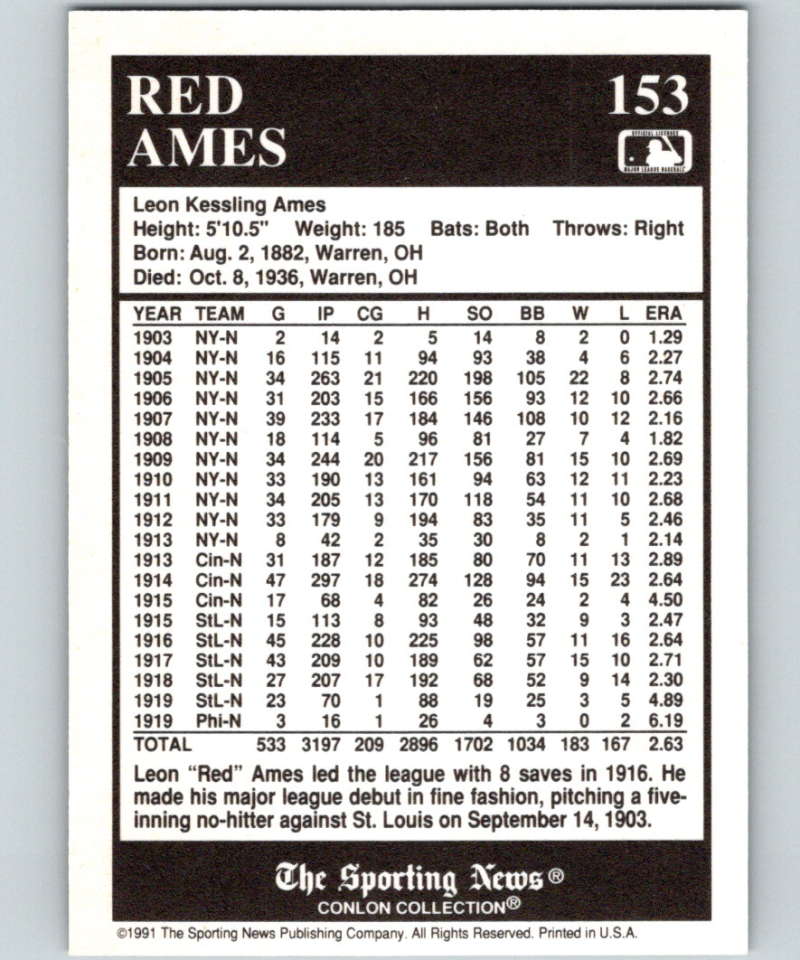 RED
AMES
153
OFFICIAL LICENSEE
MAJOR LEAGUE BASEBALL
Leon Kessling Ames
Height: 5'10.5" Weight: 185 Bats: Both Throws: Right
Born: Aug. 2, 1882, Warren, OH
Died: Oct. 8, 1936, Warren, OH
YEAR TEAM G IP CG H SO BB W L ERA
1903 NY-N 2 14 2 5 14 8 2 0 1.29
1904 NY-N 16 115 11 94 93 38 4 6 2.27
1905 NY-N 34 263 21 220 198 105 22 8 2.74
1906 NY-N 31 203 15 166 156 93 12 10 2.66
1907 NY-N 39 233 17 184 146 108 10 12 2.16
1908 NY-N 18 114 5 96 81 27 7 4 1.82
1909 NY-N 34 244 20 217 156 81 15 10 2.69
1910 NY-N 33 190 13 161 94 63 12 11 2.23
1911 NY-N 34 205 13 170 118 54 11 10 2.68
1912 NY-N 33 179 9 194 83 35 11 5 2.46
1913 NY-N 8 42 2 35 30 8 2 1 2.14
1913 Cin-N 31 187 12 185 80 70 11 13 2.89
1914 Cin-N 47 297 18 274 128 94 15 23 2.64
1915 Cin-N 17 68 4 82 26 24 2 4 4.50
1915 StL-N 15 113 8 93 48 32 9 3 2.47
1916 StL-N 45 228 10 225 98 57 11 16 2.64
1917 StL-N 43 209 10 189 62 57 15 10 2.71
1918 StL-N 27 207 17 192 68 52 9 14 2.30
1919 StL-N 23 70 1 88 19 25 3 5 4.89
1919 Phi-N 3 16 1 26 4 3 0 2 6.19
TOTAL 533 3197 209 2896 1702 1034 183 167 2.63
Leon “Red” Ames led the league with 8 saves in 1916. He
made his major league debut in fine fashion, pitching a five-
inning no-hitter against St. Louis on September 14, 1903.
The Sporting News®
CONLON COLLECTION®
©1991 The Sporting News Publishing Company. All Rights Reserved. Printed in U.S.A.